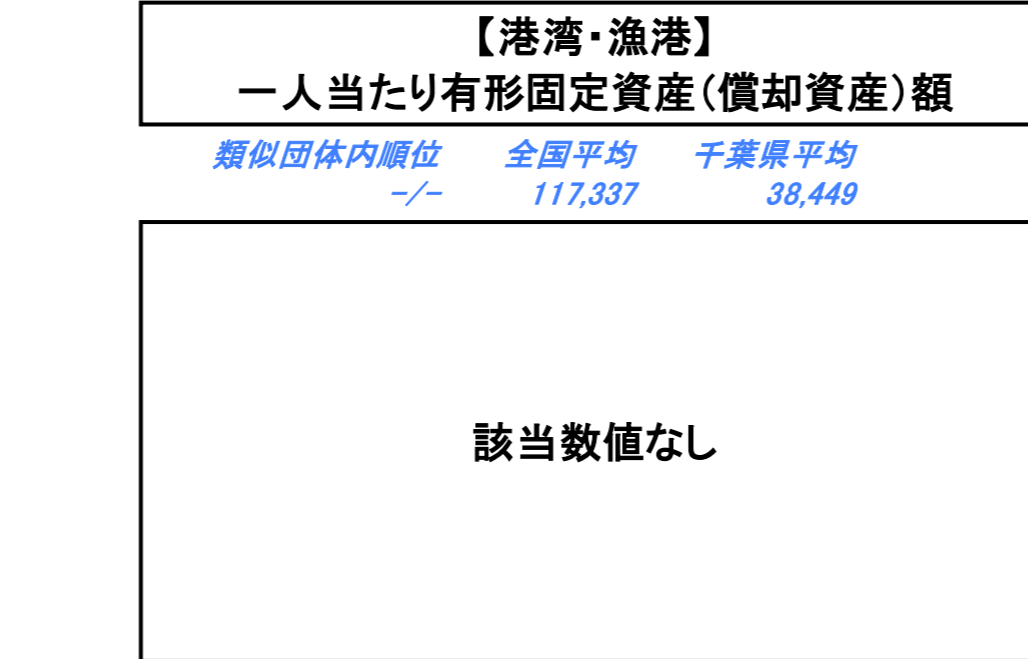 【港湾・漁港】
一人当たり有形固定資産（償却資産）額
類似団体内順位 全国平均 千葉県平均
-/- 117,337 38,449
該当数値なし